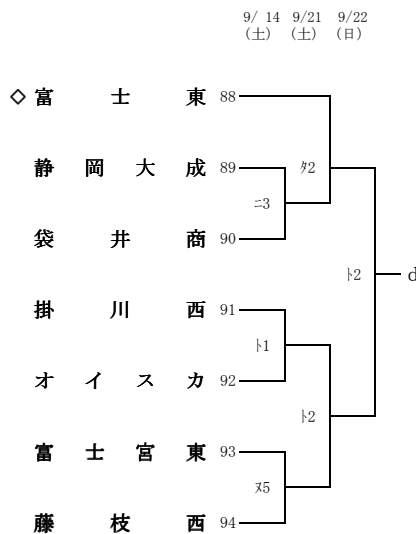 9/ 14 9/21 9/22
(土) (土) (日)
◇ 富士東 88
静岡大成 89
ﾀ2
ﾆ3
袋井商 90
ﾄ2 d
掛川西 91
ﾄ1
オイスカ 92
ﾄ2
富士宮東 93
ﾇ5
藤枝西 94